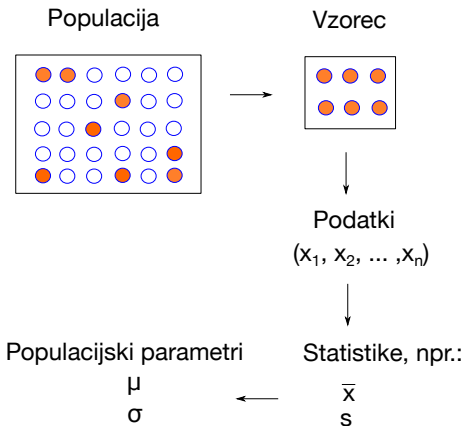 Populacija
Vzorec
Podatki
(x₁, x₂, ... ,xₙ)
Populacijski parametri
μ
σ
Statistike, npr.:
x̅
s